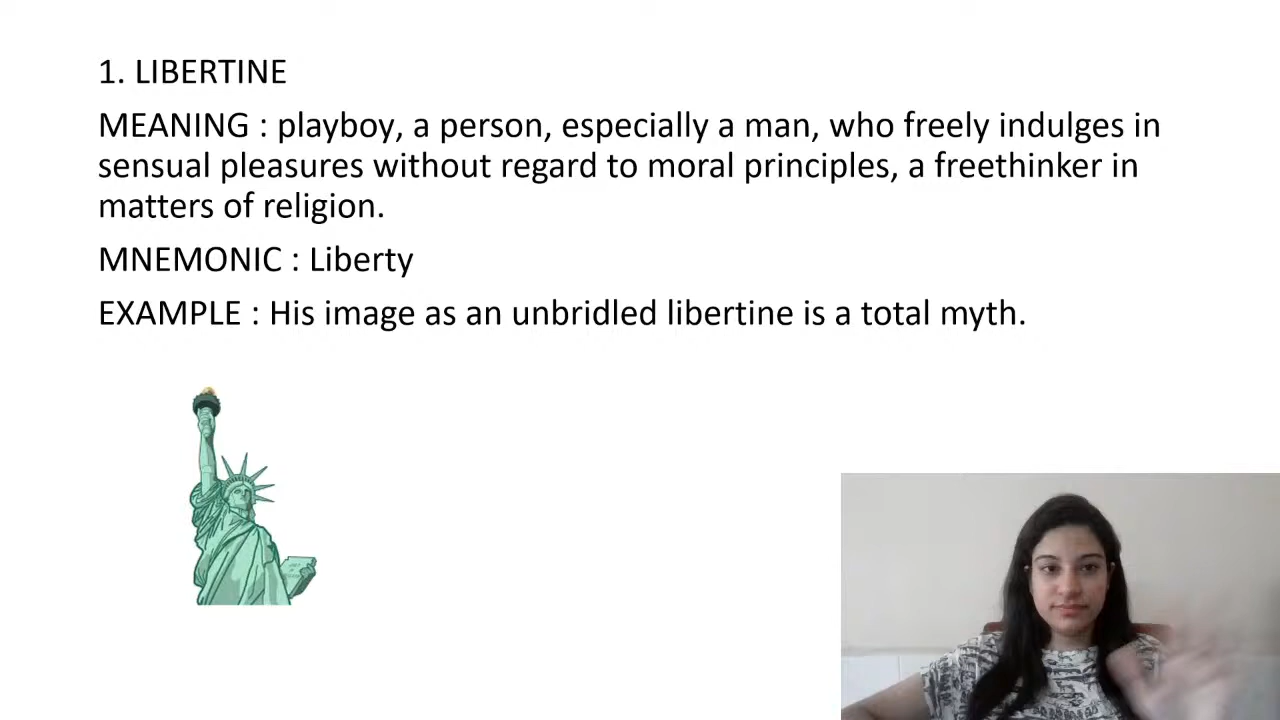 1. LIBERTINE
MEANING : playboy, a person, especially a man, who freely indulges in
sensual pleasures without regard to moral principles, a freethinker in
matters of religion.
MNEMONIC : Liberty
EXAMPLE : His image as an unbridled libertine is a total myth.